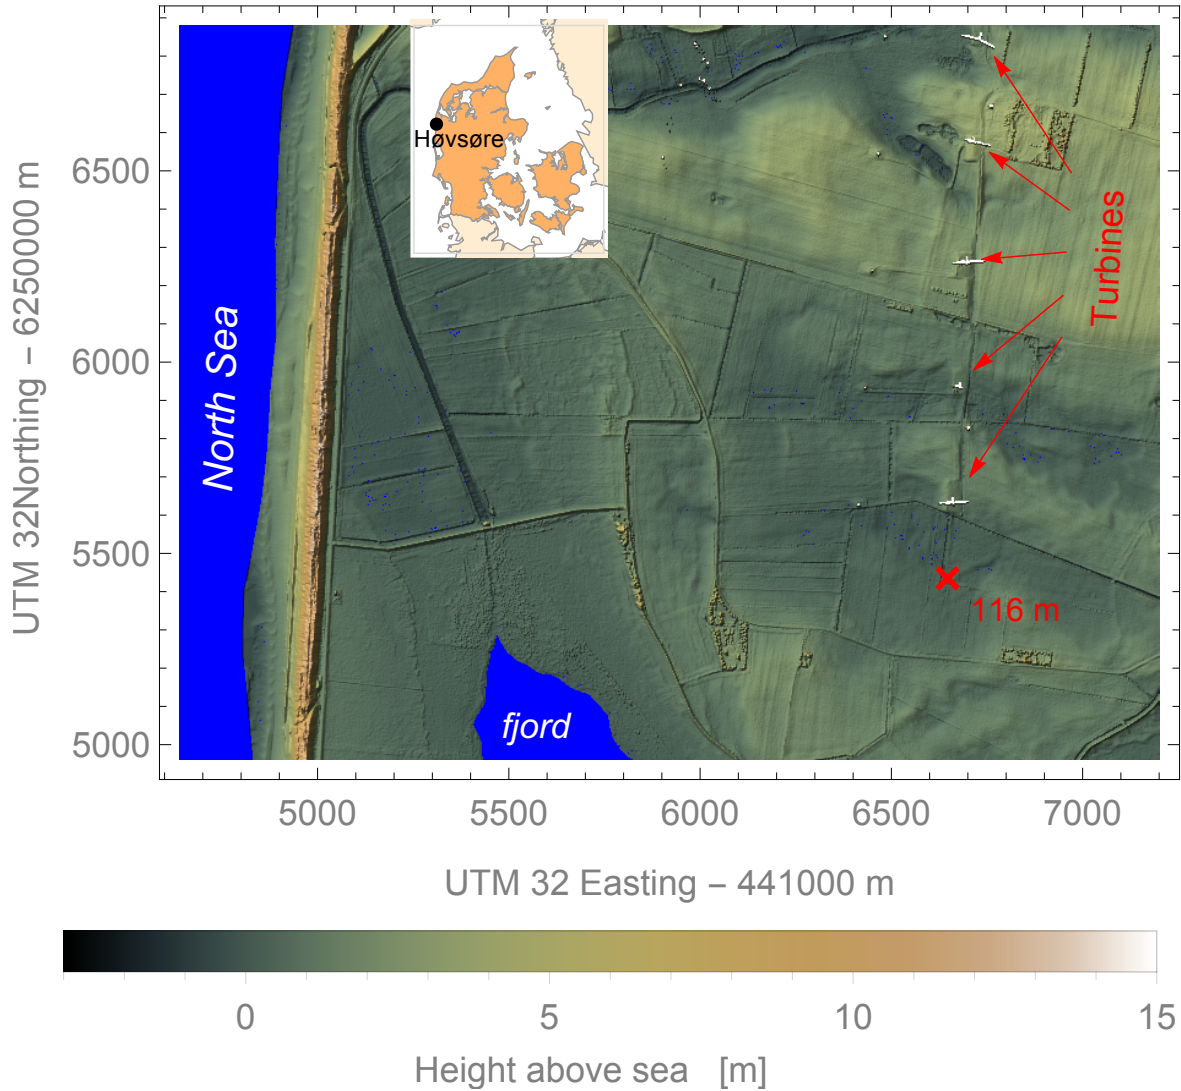 Høvsøre
UTM 32Northing – 6250000 m
6500
6000
5500
5000
North Sea
Turbines
116 m
fjord
5000 5500 6000 6500 7000
UTM 32 Easting – 441000 m
0 5 10 15
Height above sea [m]